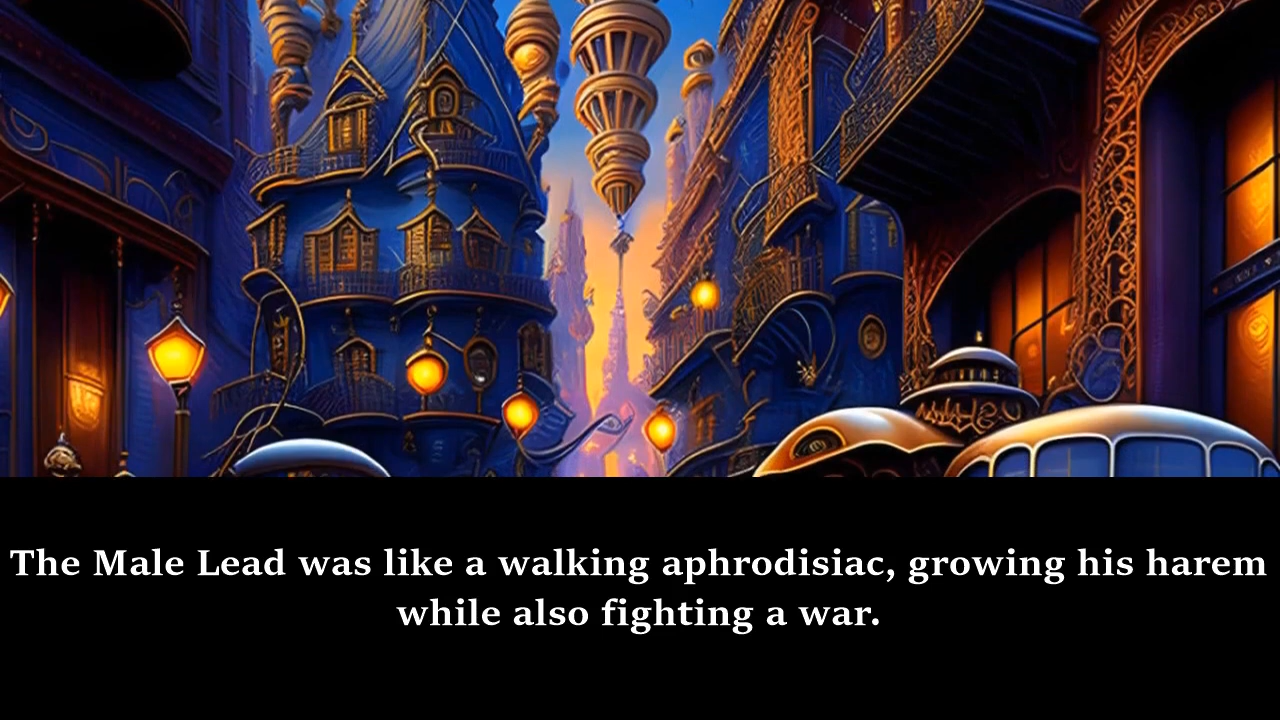 The Male Lead was like a walking aphrodisiac, growing his harem
while also fighting a war.